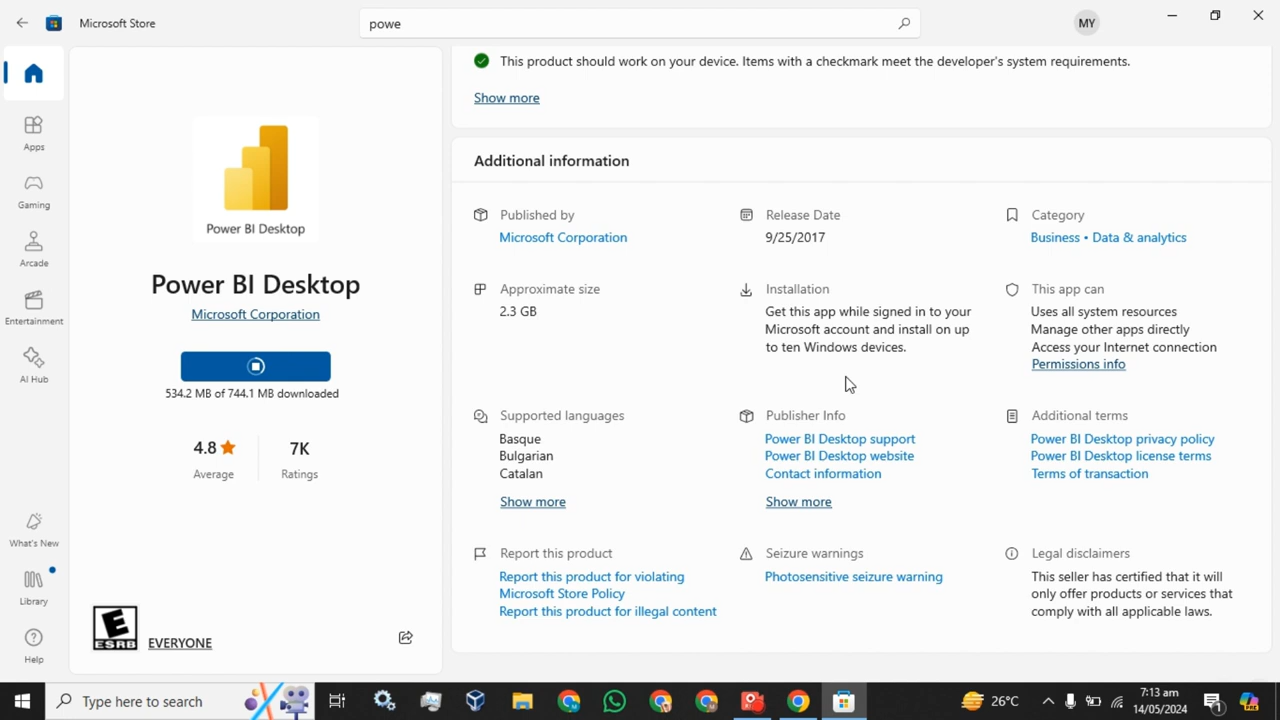 Microsoft Store
powe
MY
Apps
Gaming
Arcade
Entertainment
AI Hub
What's New
Library
Help
Power BI Desktop
Power BI Desktop
Microsoft Corporation
534.2 MB of 744.1 MB downloaded
4.8
Average
7K
Ratings
E
ESRB
EVERYONE
This product should work on your device. Items with a checkmark meet the developer's system requirements.
Show more
Additional information
Published by
Microsoft Corporation
Release Date
9/25/2017
Category
Business • Data & analytics
Approximate size
2.3 GB
Installation
Get this app while signed in to your
Microsoft account and install on up
to ten Windows devices.
This app can
Uses all system resources
Manage other apps directly
Access your Internet connection
Permissions info
Supported languages
Basque
Bulgarian
Catalan
Show more
Publisher Info
Power BI Desktop support
Power BI Desktop website
Contact information
Show more
Additional terms
Power BI Desktop privacy policy
Power BI Desktop license terms
Terms of transaction
Report this product
Report this product for violating
Microsoft Store Policy
Report this product for illegal content
Seizure warnings
Photosensitive seizure warning
Legal disclaimers
This seller has certified that it will
only offer products or services that
comply with all applicable laws.
Type here to search
26°C
7:13 am
14/05/2024
1